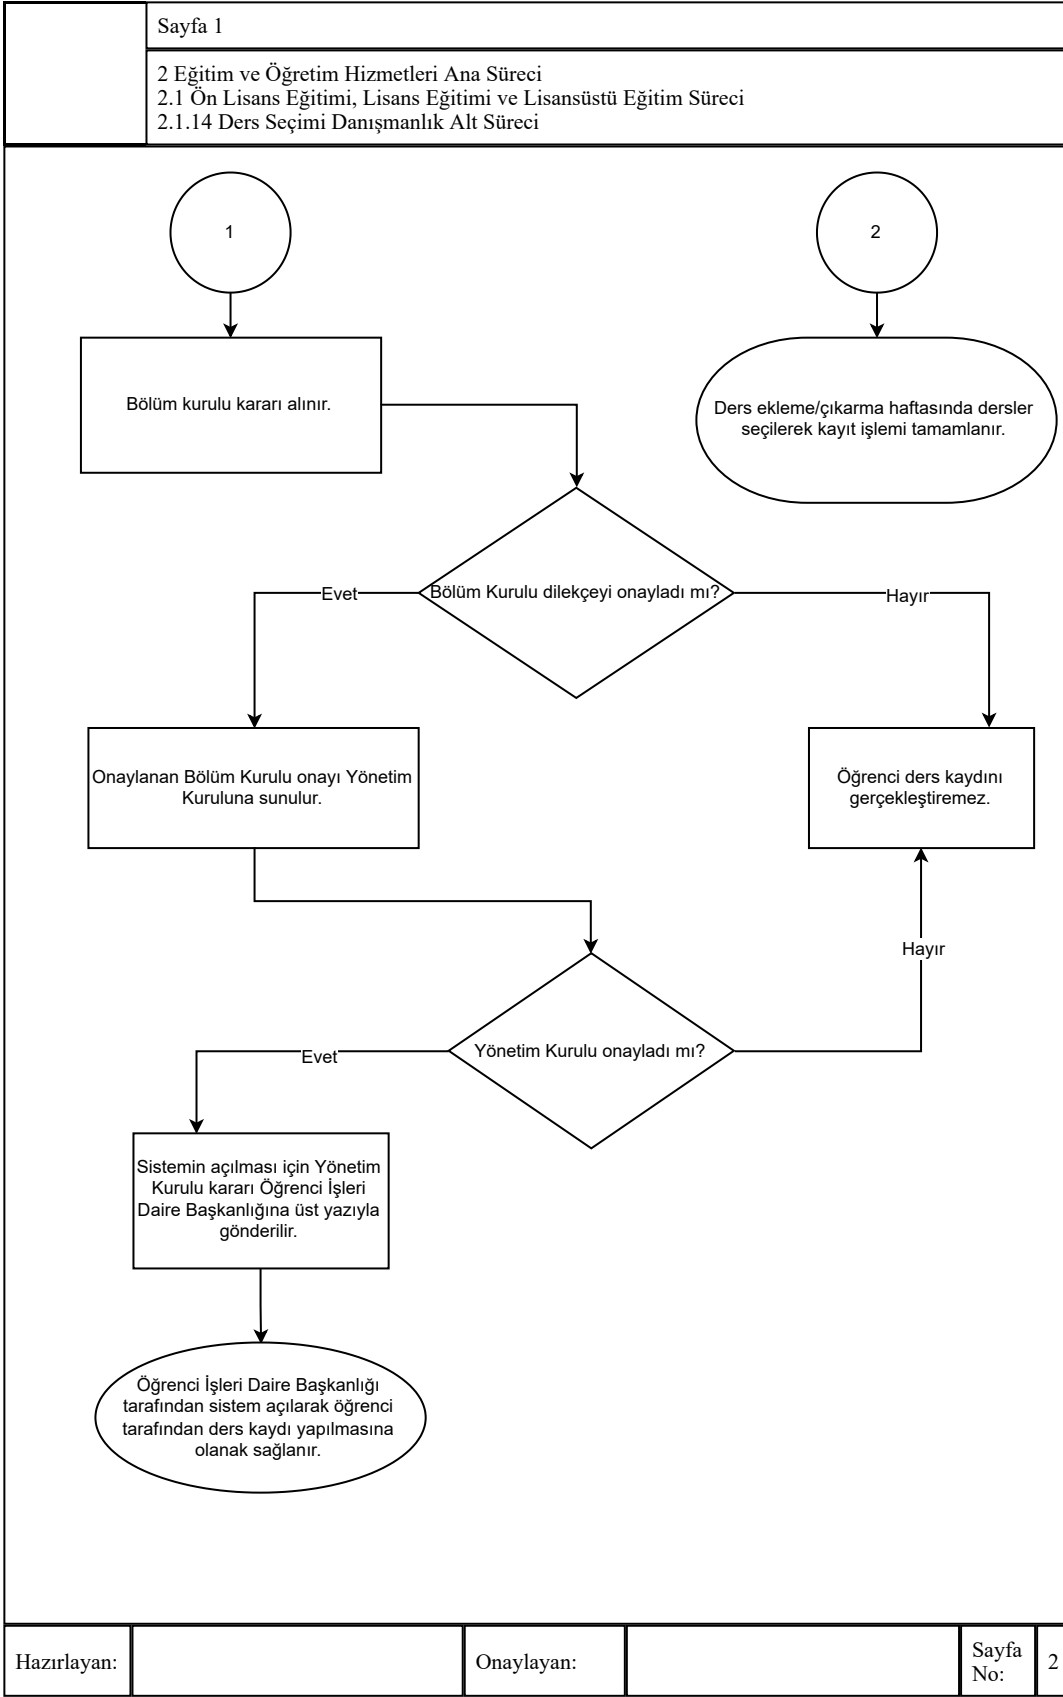 Sayfa 1
2 Eğitim ve Öğretim Hizmetleri Ana Süreci
2.1 Ön Lisans Eğitimi, Lisans Eğitimi ve Lisansüstü Eğitim Süreci
2.1.14 Ders Seçimi Danışmanlık Alt Süreci
1
2
Bölüm kurulu kararı alınır.
Ders ekleme/çıkarma haftasında dersler
seçilerek kayıt işlemi tamamlanır.
Bölüm Kurulu dilekçeyi onayladı mı?
Evet
Hayır
Onaylanan Bölüm Kurulu onayı Yönetim
Kuruluna sunulur.
Öğrenci ders kaydını
gerçekleştiremez.
Hayır
Yönetim Kurulu onayladı mı?
Evet
Sistemin açılması için Yönetim
Kurulu kararı Öğrenci İşleri
Daire Başkanlığına üst yazıyla
gönderilir.
Öğrenci İşleri Daire Başkanlığı
tarafından sistem açılarak öğrenci
tarafından ders kaydı yapılmasına
olanak sağlanır.
Hazırlayan:
Onaylayan:
Sayfa
No:
2